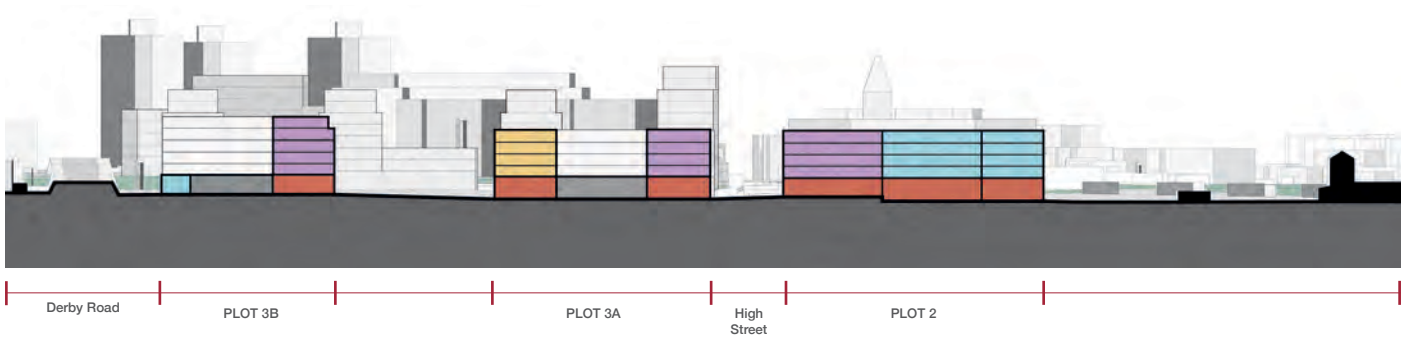 Derby Road
PLOT 3B
PLOT 3A
High
Street
PLOT 2